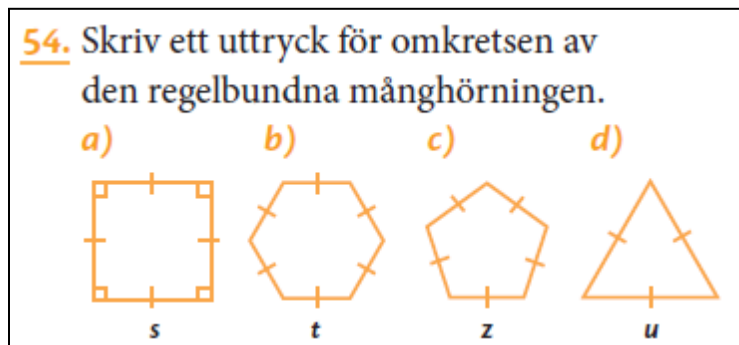 54. Skriv ett uttryck för omkretsen av
den regelbundna månghörningen.
a) b) c) d)
s t z u